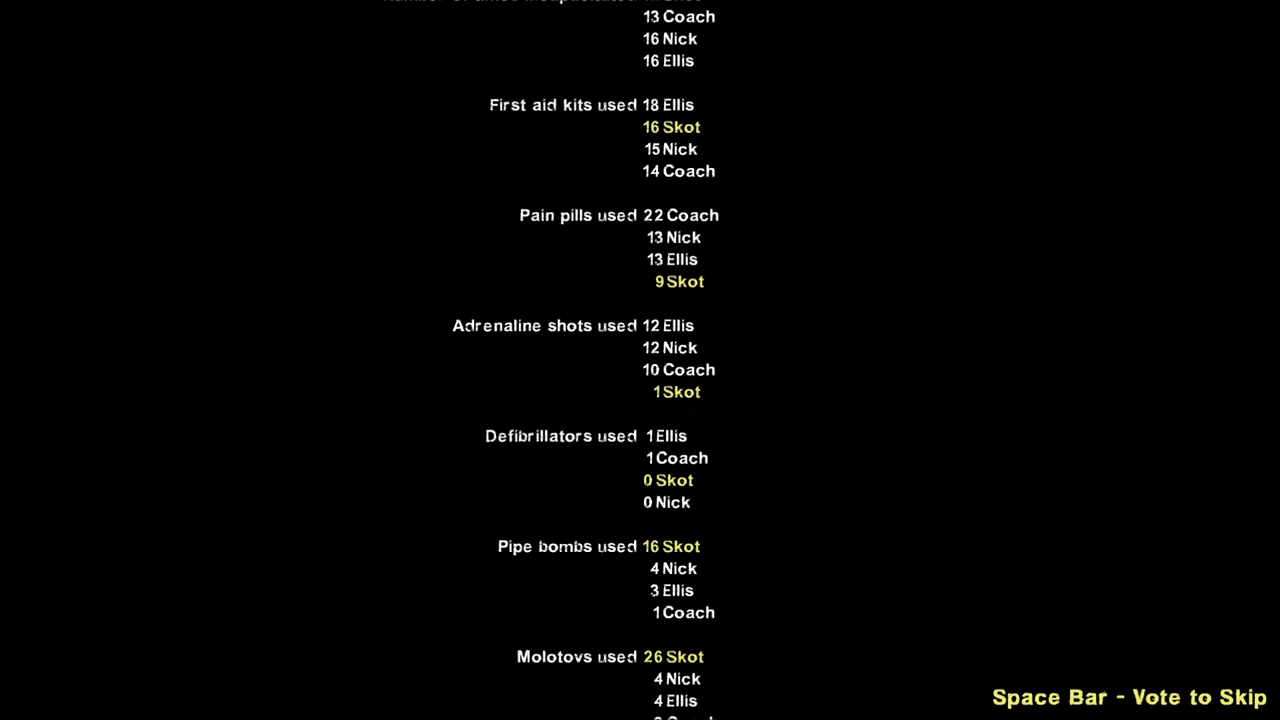 13 Coach
16 Nick
16 Ellis
First aid kits used 18 Ellis
16 Skot
15 Nick
14 Coach
Pain pills used 22 Coach
13 Nick
13 Ellis
9 Skot
Adrenaline shots used 12 Ellis
12 Nick
10 Coach
1 Skot
Defibrillators used 1 Ellis
1 Coach
0 Skot
0 Nick
Pipe bombs used 16 Skot
4 Nick
3 Ellis
1 Coach
Molotovs used 26 Skot
4 Nick
4 Ellis
Space Bar - Vote to Skip